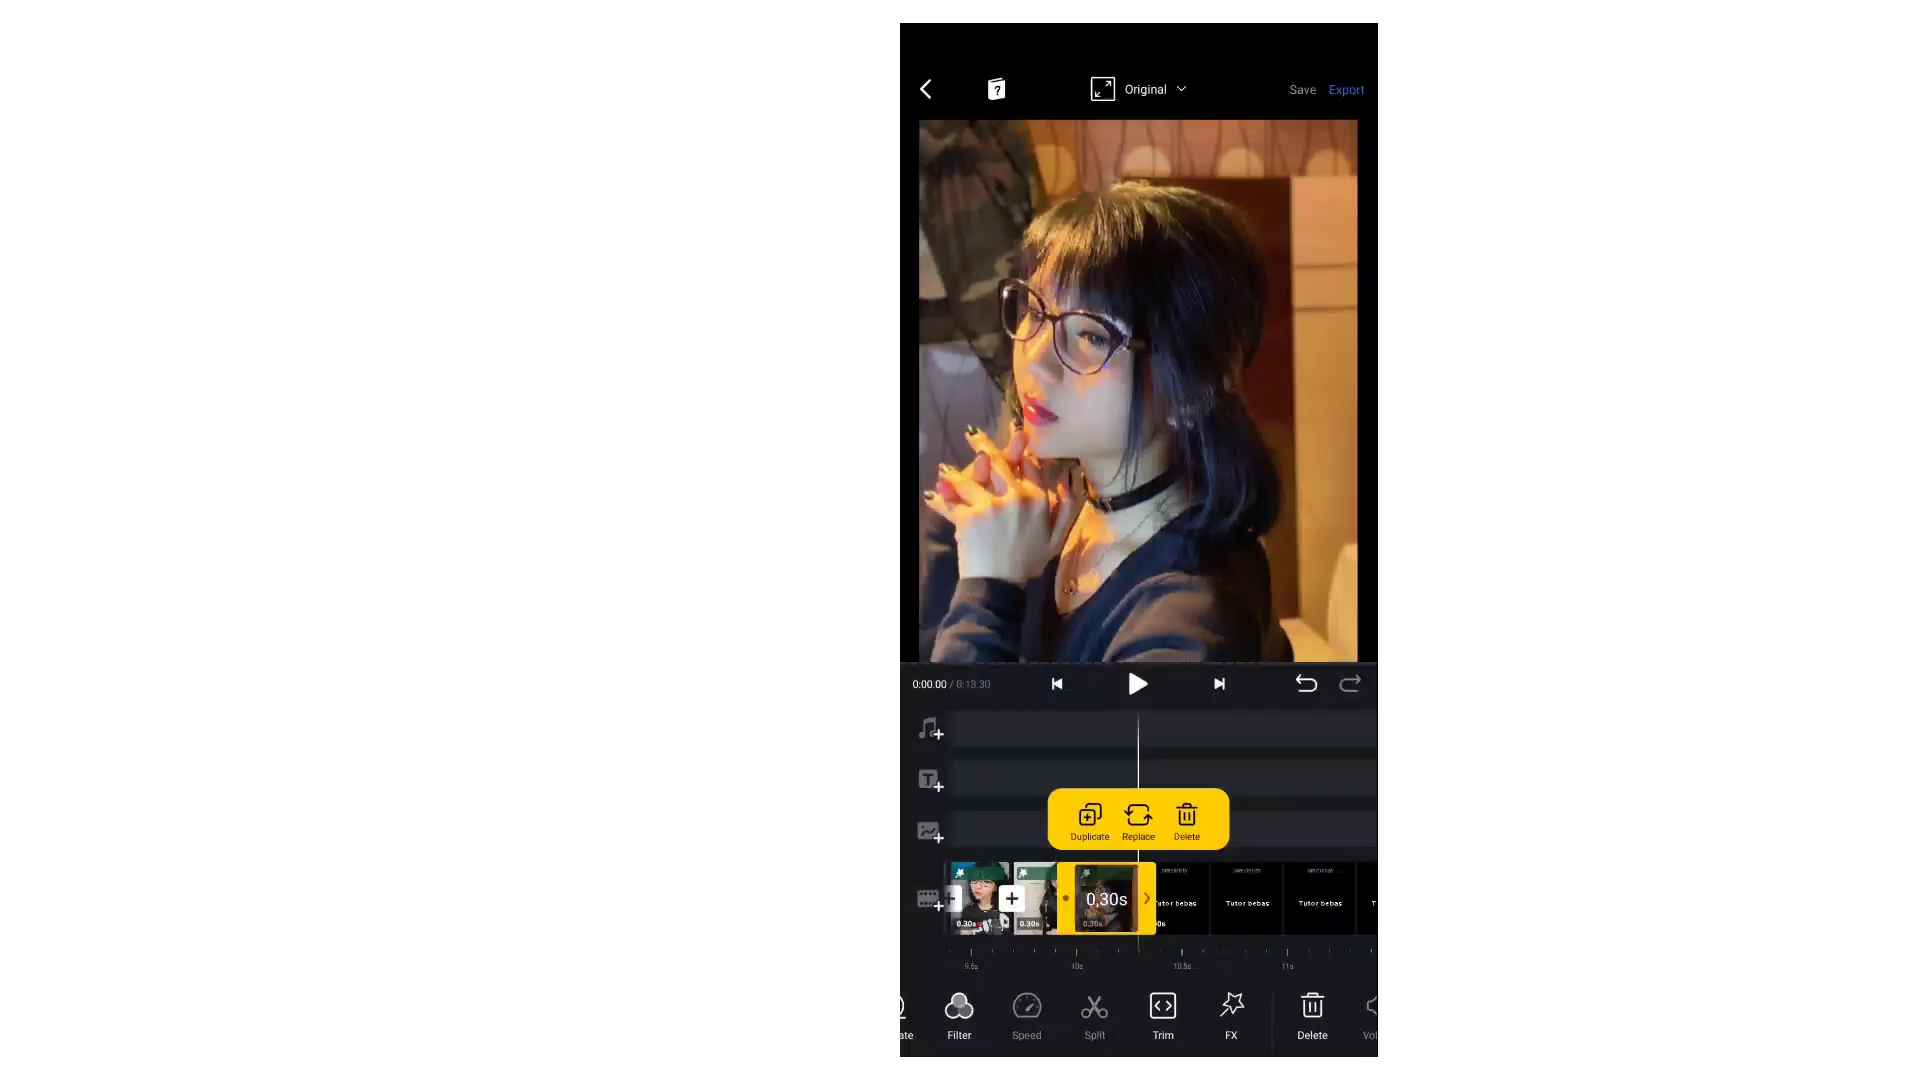 Original
Save Export
0:00.00 / 0:13.30
Duplicate Replace Delete
0.30s
0.30s
0,30s
0.30s
Tutor bebas
Tutor bebas
Tutor bebas
9.5s 10s 10.5s 11s
Filter Speed Split Trim FX Delete